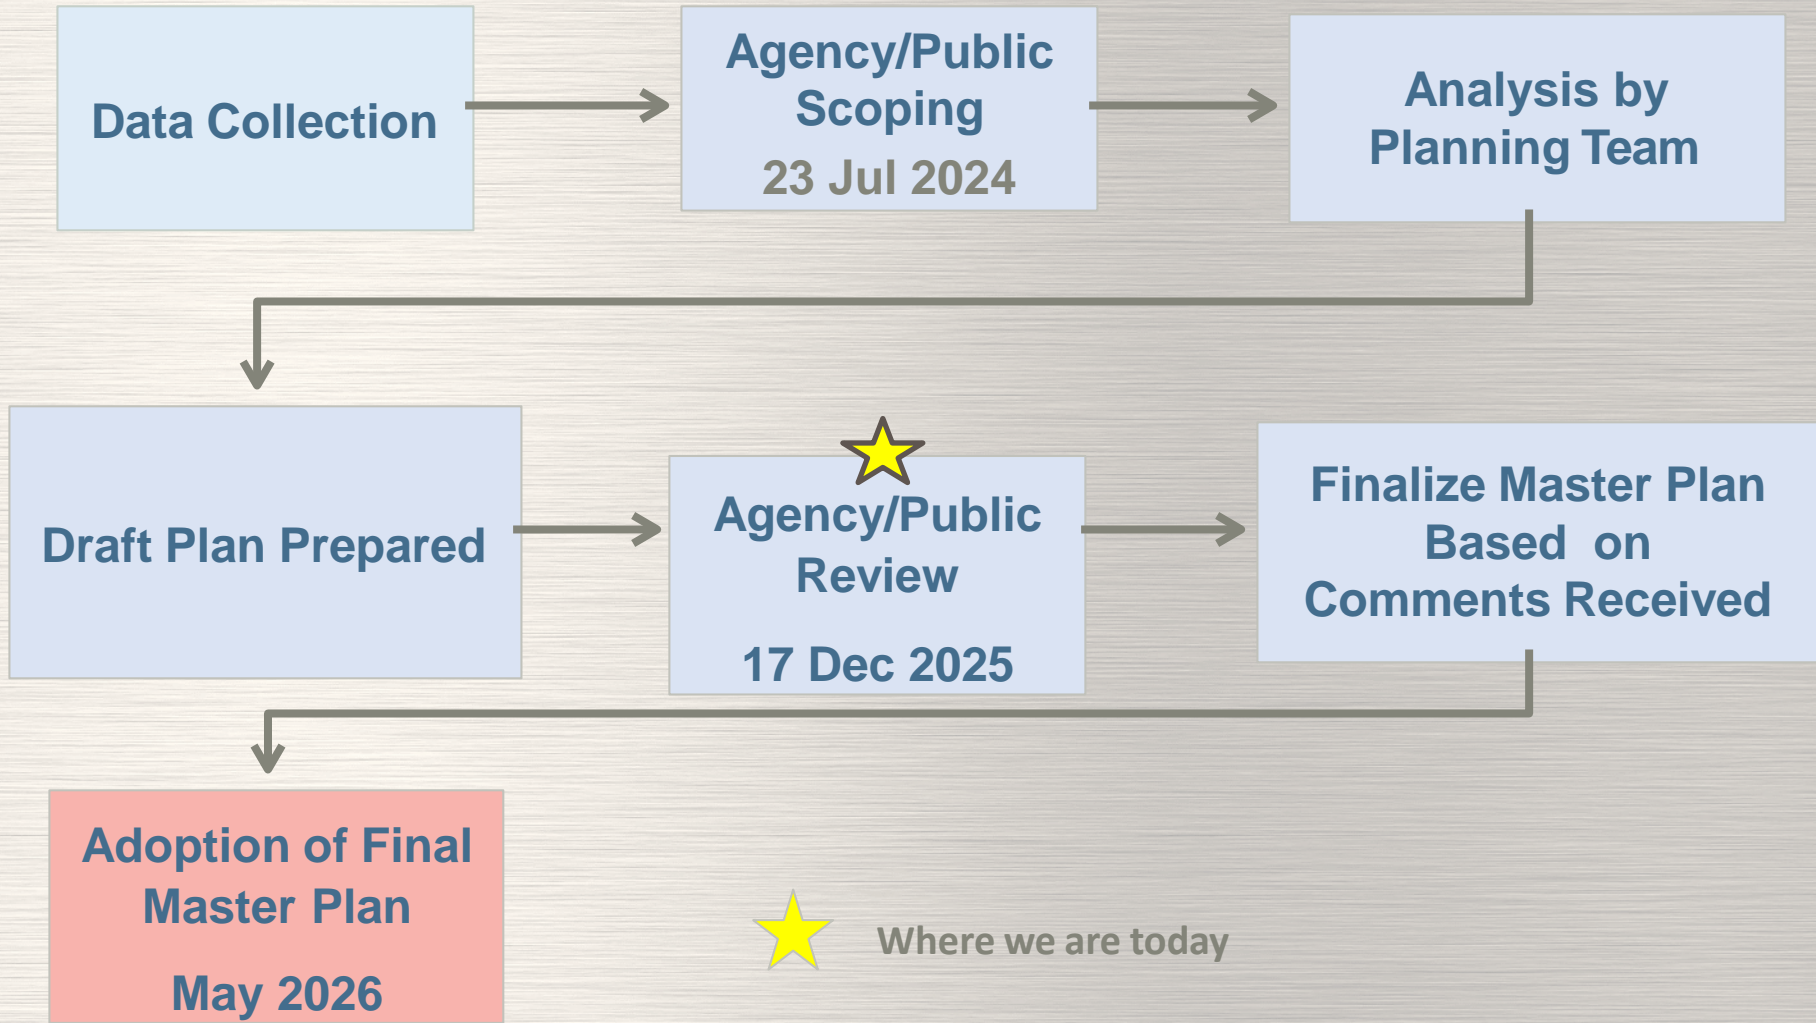 Data Collection
Agency/Public
Scoping
23 Jul 2024
Analysis by
Planning Team
Draft Plan Prepared
Agency/Public
Review
17 Dec 2025
Finalize Master Plan
Based  on
Comments Received
Adoption of Final
Master Plan
May 2026
Where we are today